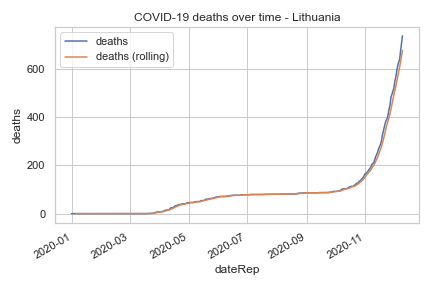 COVID-19 deaths over time - Lithuania
deaths
deaths (rolling)
600
400
200
0
deaths
2020-01
2020-03
2020-05
2020-07
2020-09
2020-11
dateRep